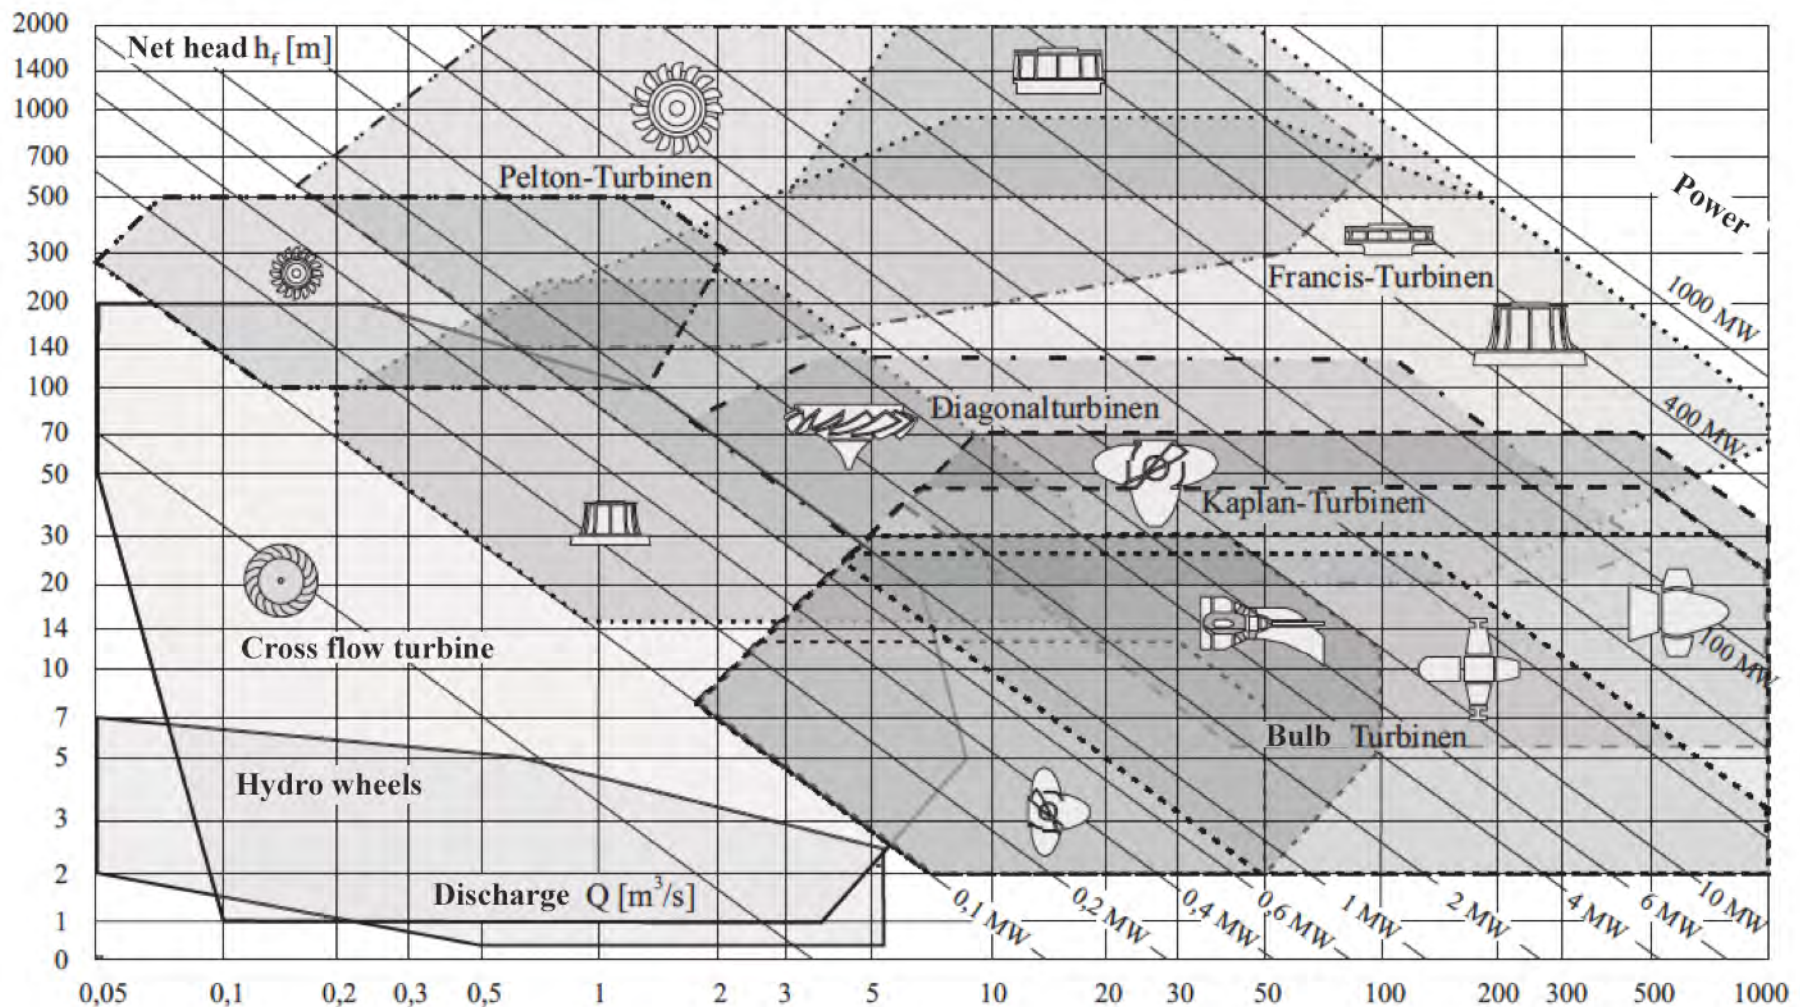 2000
Net head h_f [m]
1400
1000
700
Pelton-Turbinen
500
Power
300
Francis-Turbinen
200
1000 MW
140
100
Diagonalturbinen
400 MW
70
50
Kaplan-Turbinen
30
20
14
Cross flow turbine
100 MW
10
7
Bulb Turbinen
5
Hydro wheels
3
2
Discharge Q [m³/s]
0,1 MW 0,2 MW 0,4 MW 0,6 MW 1 MW 2 MW 4 MW 6 MW 10 MW
1
0
0,05 0,1 0,2 0,3 0,5 1 2 3 5 10 20 30 50 100 200 300 500 1000